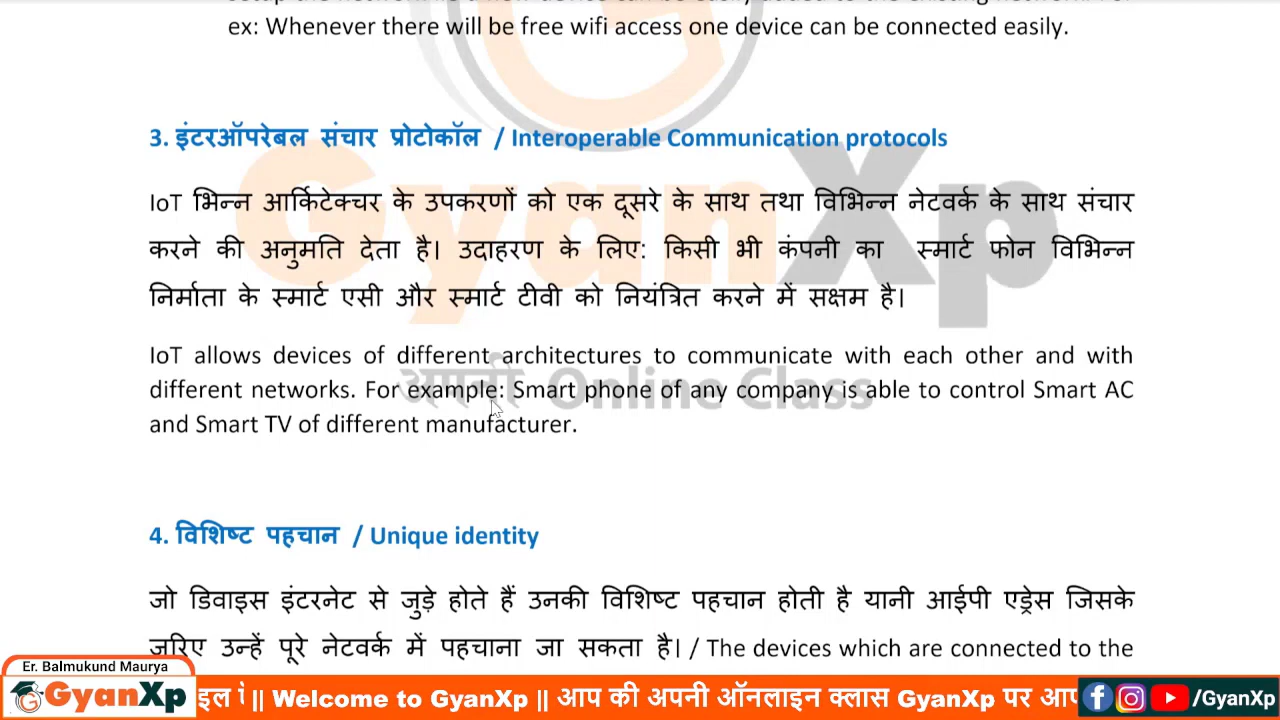 ex: Whenever there will be free wifi access one device can be connected easily.
3. इंटरऑपरेबल संचार प्रोटोकॉल / Interoperable Communication protocols
IoT भिन्न आर्किटेक्चर के उपकरणों को एक दूसरे के साथ तथा विभिन्न नेटवर्क के साथ संचार
करने की अनुमति देता है। उदाहरण के लिए: किसी भी कंपनी का स्मार्ट फोन विभिन्न
निर्माता के स्मार्ट एसी और स्मार्ट टीवी को नियंत्रित करने में सक्षम है।
GyanXp
IoT allows devices of different architectures to communicate with each other and with
different networks. For example: Smart phone of any company is able to control Smart AC
अपनी Online Class
and Smart TV of different manufacturer.
4. विशिष्ट पहचान / Unique identity
जो डिवाइस इंटरनेट से जुड़े होते हैं उनकी विशिष्ट पहचान होती है यानी आईपी एड्रेस जिसके
जरिए उन्हें पूरे नेटवर्क में पहचाना जा सकता है। / The devices which are connected to the
Er. Balmukund Maurya
GyanXp
|| Welcome to GyanXp || आप की अपनी ऑनलाइन क्लास GyanXp पर
/GyanXp